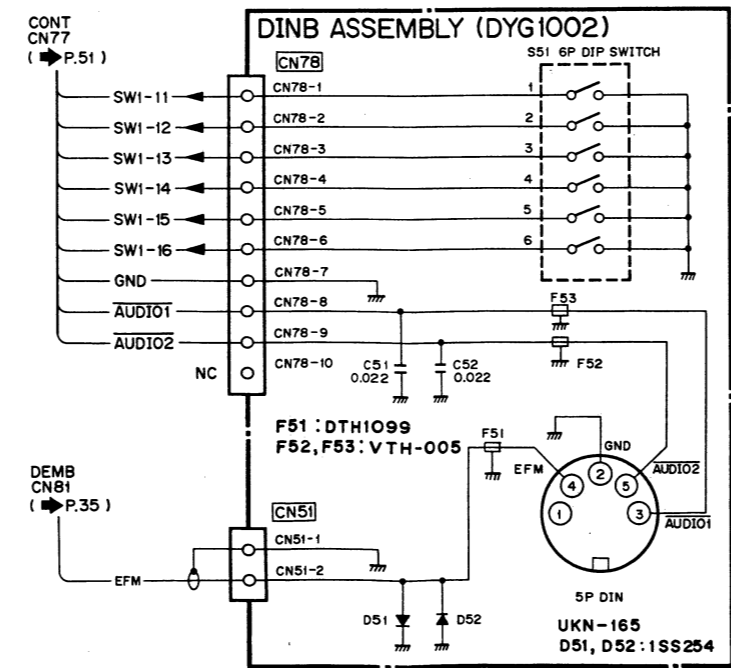 CONT
CN77
( ➡P.51 )
DINB ASSEMBLY (DYG1002)
CN78
S51 6P DIP SWITCH
SW1-11 CN78-1 1
SW1-12 CN78-2 2
SW1-13 CN78-3 3
SW1-14 CN78-4 4
SW1-15 CN78-5 5
SW1-16 CN78-6 6
GND CN78-7
AUDIO1 CN78-8 F53
AUDIO2 CN78-9
NC CN78-10 C51 C52 F52
0.022 0.022
F51 : DTH1099
F52, F53 : VTH-005
F51
GND
EFM AUDIO2
2
4 5
1 3
AUDIO1
DEMB
CN81
( ➡P.35 )
CN51
CN51-1
EFM CN51-2
5P DIN
D51 D52
UKN-165
D51, D52 : 1SS254